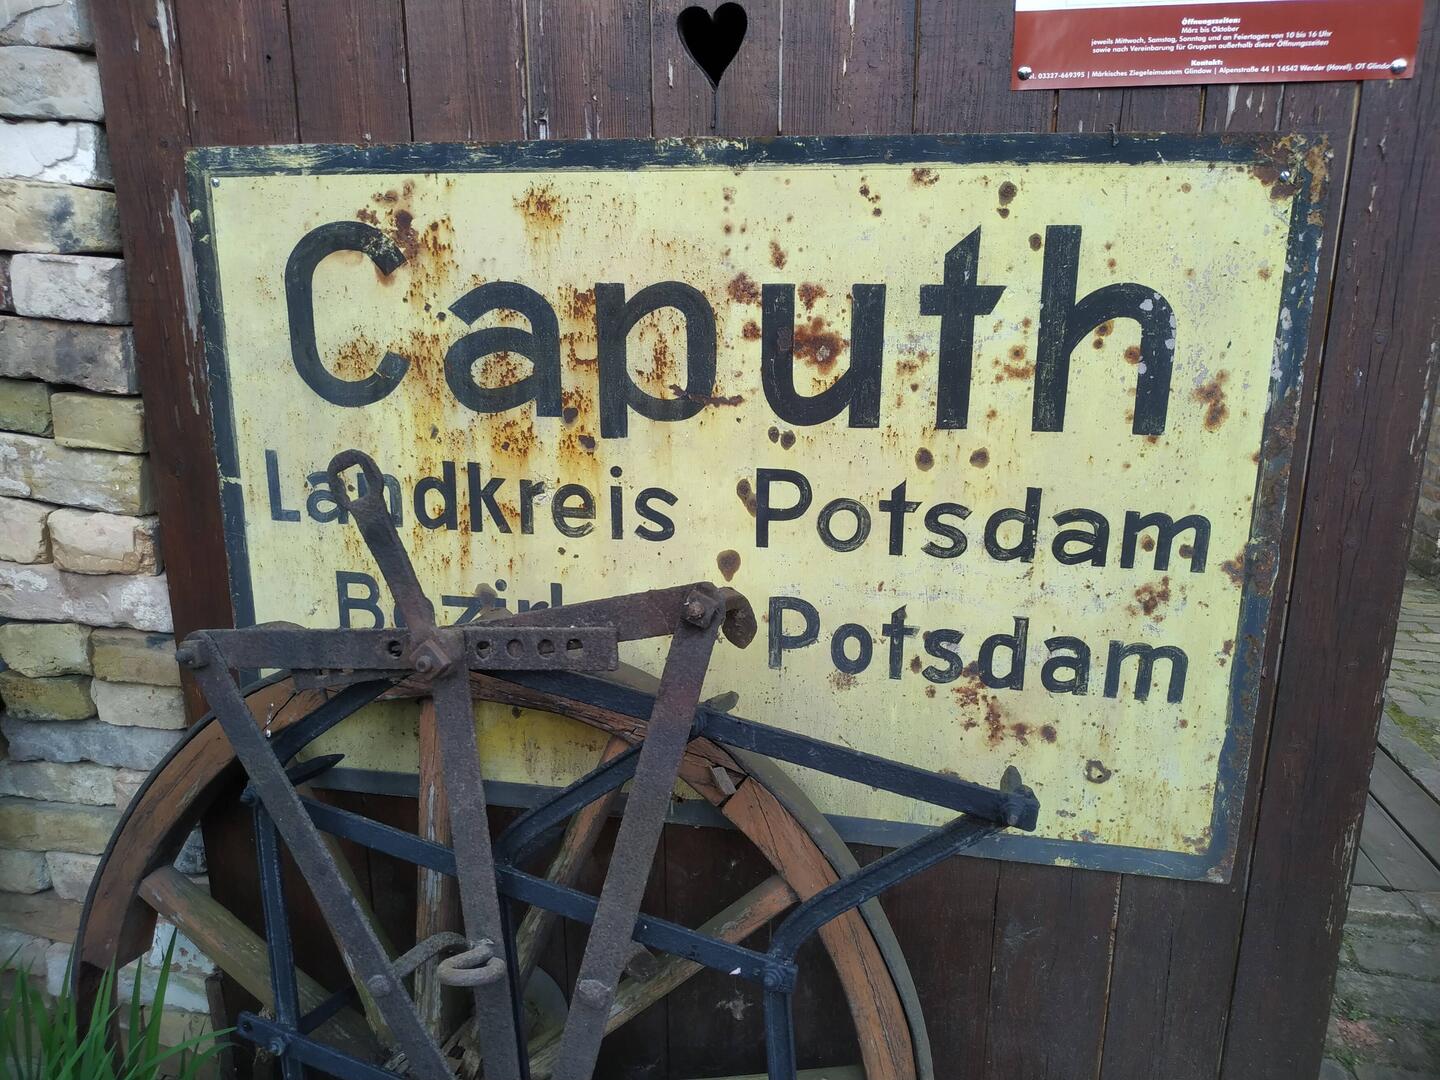 Öffnungszeiten:
März bis Oktober
jeweils Mittwoch, Samstag, Sonntag und an Feiertagen von 10 bis 16 Uhr
sowie nach Vereinbarung für Gruppen außerhalb dieser Öffnungszeiten
Kontakt:
03327-669395 | Märkisches Ziegeleimuseum Glindow | Alpenstraße 44 | 14542 Werder (Havel), OT Glindow
Caputh
Landkreis Potsdam
Bezirk Potsdam